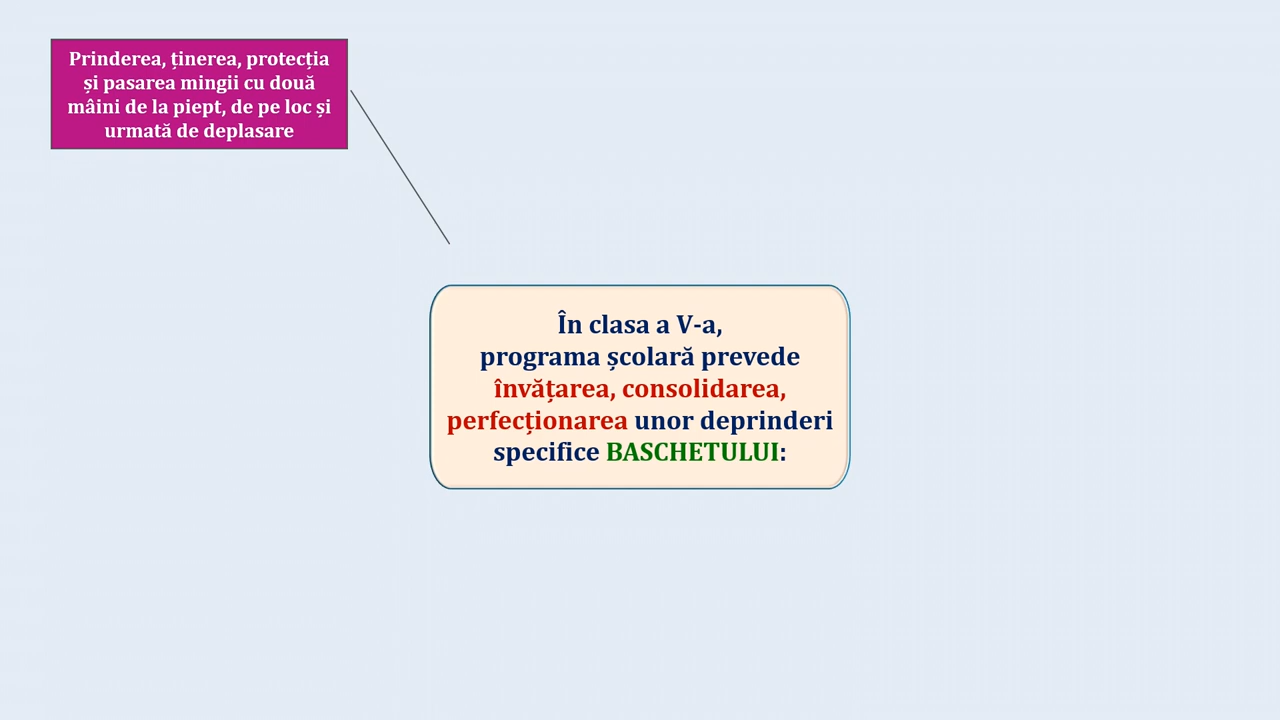 Prinderea, ținerea, protecția
și pasarea mingii cu două
mâini de la piept, de pe loc și
urmată de deplasare
În clasa a V-a,
programa școlară prevede
învățarea, consolidarea,
perfecționarea unor deprinderi
specifice BASCHETULUI: